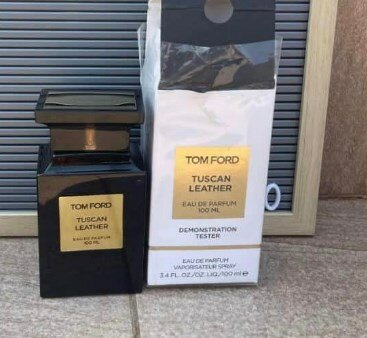 TOM FORD
TUSCAN
LEATHER
EAU DE PARFUM
100 ML
TOM FORD
TUSCAN
LEATHER
EAU DE PARFUM
100 ML
DEMONSTRATION
TESTER
EAU DE PARFUM
VAPORISATEUR SPRAY
3.4 FL.OZ./OZ. LIQ./100 ml ℮